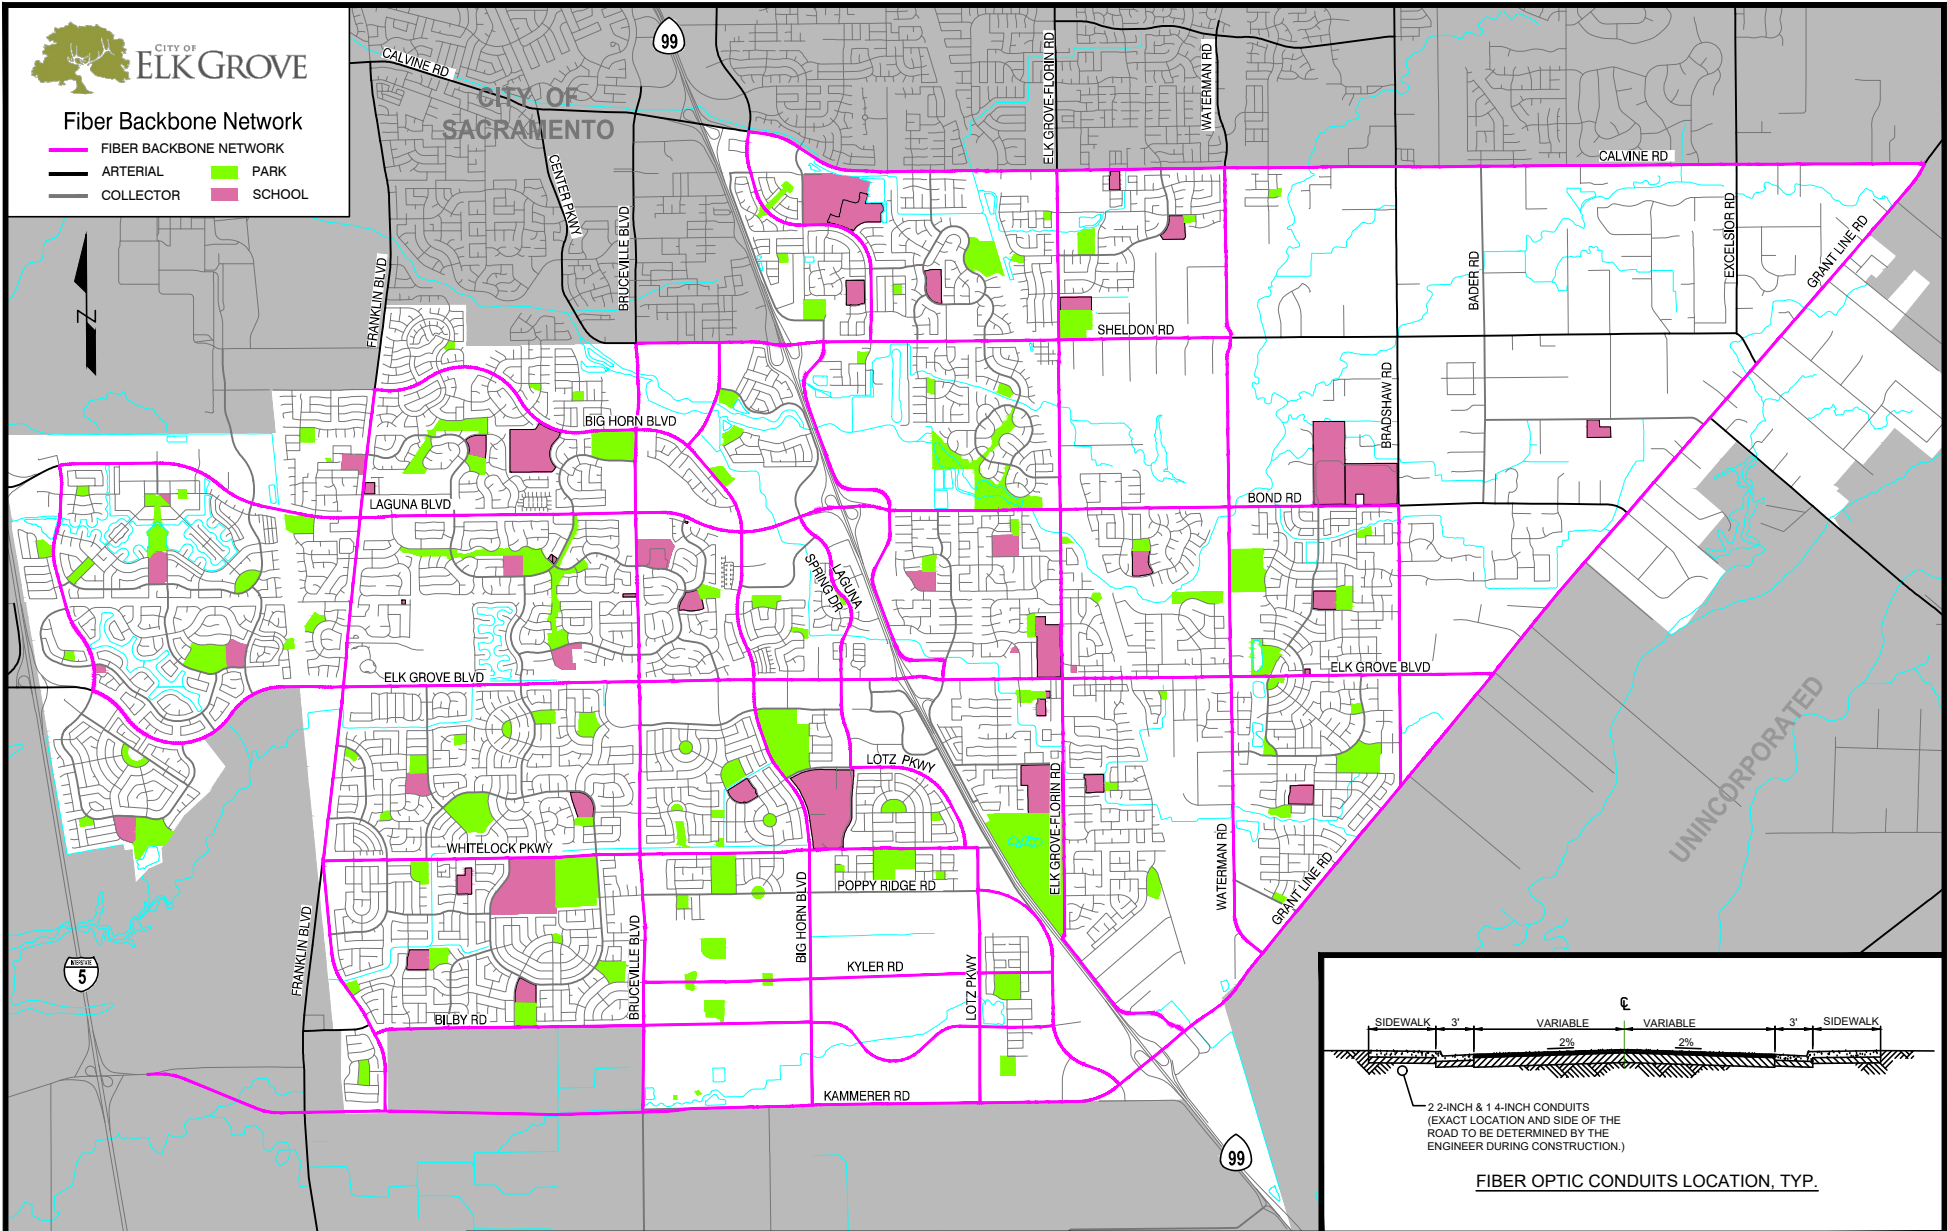 CITY OF
ELK GROVE
Fiber Backbone Network
FIBER BACKBONE NETWORK
ARTERIAL
PARK
COLLECTOR
SCHOOL
99
CALVINE RD
CITY OF
SACRAMENTO
CENTER PKWY
BRUCEVILLE BLVD
FRANKLIN BLVD
ELK GROVE-FLORIN RD
WATERMAN RD
CALVINE RD
EXCELSIOR RD
GRANT LINE RD
BADER RD
N
SHELDON RD
BRADSHAW RD
BIG HORN BLVD
LAGUNA BLVD
BOND RD
LAGUNA
SPRING DR
ELK GROVE BLVD
ELK GROVE BLVD
UNINCORPORATED
LOTZ PKWY
ELK GROVE-FLORIN RD
WATERMAN RD
WHITELOCK PKWY
POPPY RIDGE RD
GRANT LINE RD
FRANKLIN BLVD
BRUCEVILLE BLVD
BIG HORN BLVD
KYLER RD
LOTZ PKWY
INTERSTATE
5
BILBY RD
KAMMERER RD
99
℄
SIDEWALK 3' VARIABLE VARIABLE 3' SIDEWALK
2% 2%
2 2-INCH & 1 4-INCH CONDUITS
(EXACT LOCATION AND SIDE OF THE
ROAD TO BE DETERMINED BY THE
ENGINEER DURING CONSTRUCTION.)
FIBER OPTIC CONDUITS LOCATION, TYP.